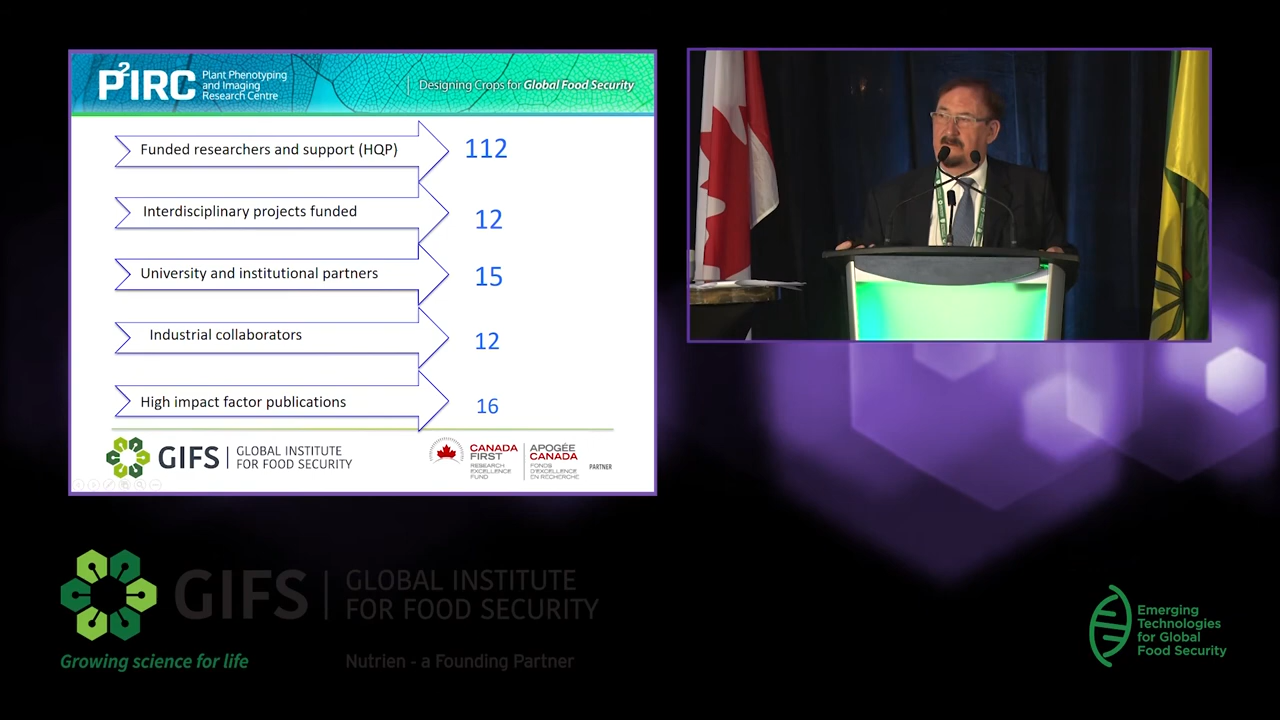 P²IRC
Plant Phenotyping
and Imaging
Research Centre
Designing Crops for Global Food Security
Funded researchers and support (HQP)
112
Interdisciplinary projects funded
12
University and institutional partners
15
Industrial collaborators
12
High impact factor publications
16
GIFS
GLOBAL INSTITUTE
FOR FOOD SECURITY
CANADA
FIRST
RESEARCH
EXCELLENCE
FUND
APOGÉE
CANADA
FONDS
D'EXCELLENCE
EN RECHERCHE
PARTNER
GIFS
GLOBAL INSTITUTE
FOR FOOD SECURITY
Growing science for life
Nutrien - a Founding Partner
Emerging
Technologies
for Global
Food Security